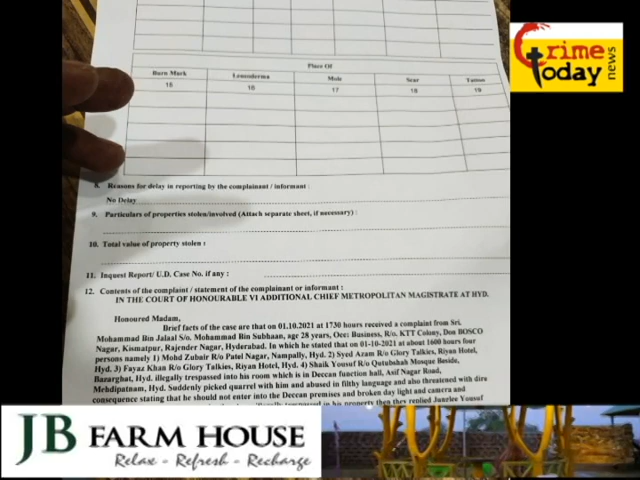 Crime
Today
news
Place Of
Burn Mark Leucoderma Mole Scar Tattoo
15 16 17 18 19
8. Reasons for delay in reporting by the complainant / informant :
No Delay
9. Particulars of properties stolen/involved (Attach separate sheet, if necessary) :
10. Total value of property stolen :
11. Inquest Report/ U.D. Case No. if any :
12. Contents of the complaint / statement of the complainant or informant :
IN THE COURT OF HONOURABLE VI ADDITIONAL CHIEF METROPOLITAN MAGISTRATE AT HYD.
Honoured Madam,
Brief facts of the case are that on 01.10.2021 at 1730 hours received a complaint from Sri.
Mohammed Bin Jalaal S/o. Mohammed Bin Subhaan, age 28 years, Occ: Business, R/o. KTT Colony, Don BOSCO
Nagar, Kismatpur, Rajender Nagar, Hyderabad. In which he stated that on 01-10-2021 at about 1600 hours four
persons namely 1) Mohd Zubair R/o Patel Nagar, Nampally, Hyd. 2) Syed Azam R/o Glory Talkies, Riyan Hotel,
Hyd. 3) Fayaz Khan R/o Glory Talkies, Riyan Hotel, Hyd. 4) Shaik Yousuf R/o Qutubshah Mosque Beside,
Bazarghat, Hyd. illegally trespassed into his room which is in Deccan function hall, Asif Nagar Road,
Mehdipatnam, Hyd. Suddenly picked quarrel with him and abused in filthy language and also threatened with dire
consequence stating that he should not enter into the Deccan premises and broken day light and camera and
in his property then they replied Yousuf
JB FARM HOUSE
Relax - Refresh - Recharge